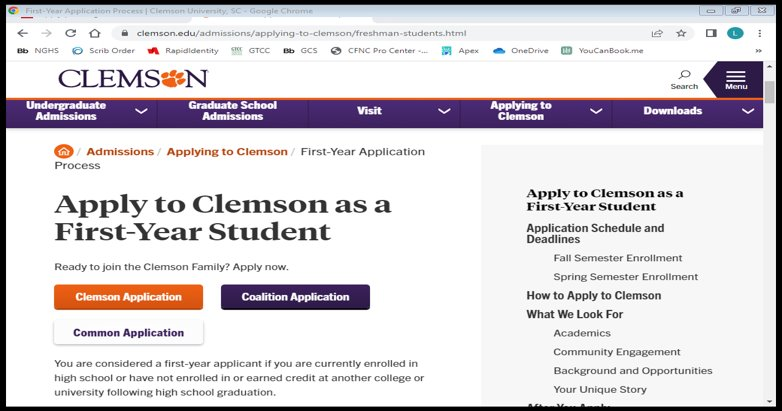 First-Year Application Process | Clemson University, SC - Google Chrome
clemson.edu/admissions/applying-to-clemson/freshman-students.html
L
Bb NGHS Scrib Order RapidIdentity GTCC Bb GCS CFNC Pro Center -... Apex OneDrive YouCanBook.me »
CLEMSON
Search
Menu
Undergraduate Admissions
Graduate School Admissions
Visit
Applying to Clemson
Downloads
/ Admissions / Applying to Clemson / First-Year Application
Process
Apply to Clemson as a
First-Year Student
Ready to join the Clemson Family? Apply now.
Clemson Application
Coalition Application
Common Application
You are considered a first-year applicant if you are currently enrolled in
high school or have not enrolled in or earned credit at another college or
university following high school graduation.
Apply to Clemson as a
First-Year Student
Application Schedule and
Deadlines
Fall Semester Enrollment
Spring Semester Enrollment
How to Apply to Clemson
What We Look For
Academics
Community Engagement
Background and Opportunities
Your Unique Story
After You Apply